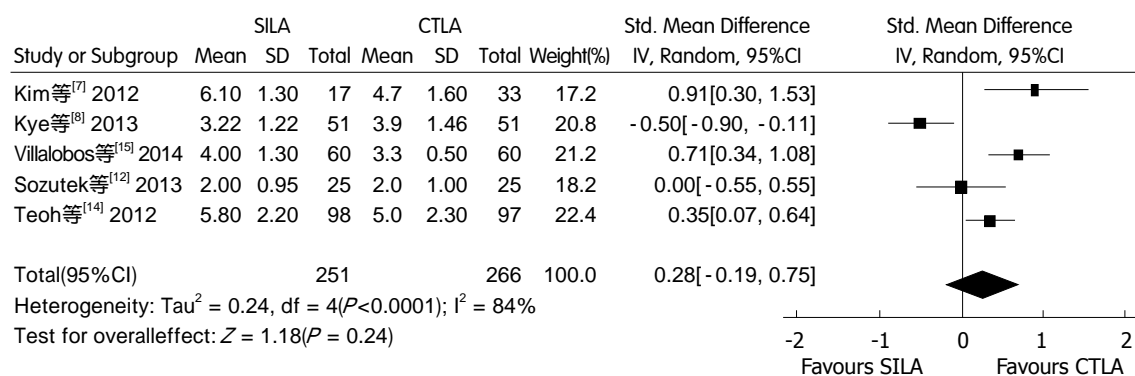 SILA CTLA Std. Mean Difference Std. Mean Difference
Study or Subgroup Mean SD Total Mean SD Total Weight(%) IV, Random, 95%CI IV, Random, 95%CI
Kim等[7] 2012 6.10 1.30 17 4.7 1.60 33 17.2 0.91[0.30, 1.53]
Kye等[8] 2013 3.22 1.22 51 3.9 1.46 51 20.8 -0.50[-0.90, -0.11]
Villalobos等[15] 2014 4.00 1.30 60 3.3 0.50 60 21.2 0.71[0.34, 1.08]
Sozutek等[12] 2013 2.00 0.95 25 2.0 1.00 25 18.2 0.00[-0.55, 0.55]
Teoh等[14] 2012 5.80 2.20 98 5.0 2.30 97 22.4 0.35[0.07, 0.64]
Total(95%CI) 251 266 100.0 0.28[-0.19, 0.75]
Heterogeneity: Tau² = 0.24, df = 4(P<0.0001); I² = 84%
Test for overalleffect: Z = 1.18(P = 0.24)
-2 -1 0 1 2
Favours SILA Favours CTLA